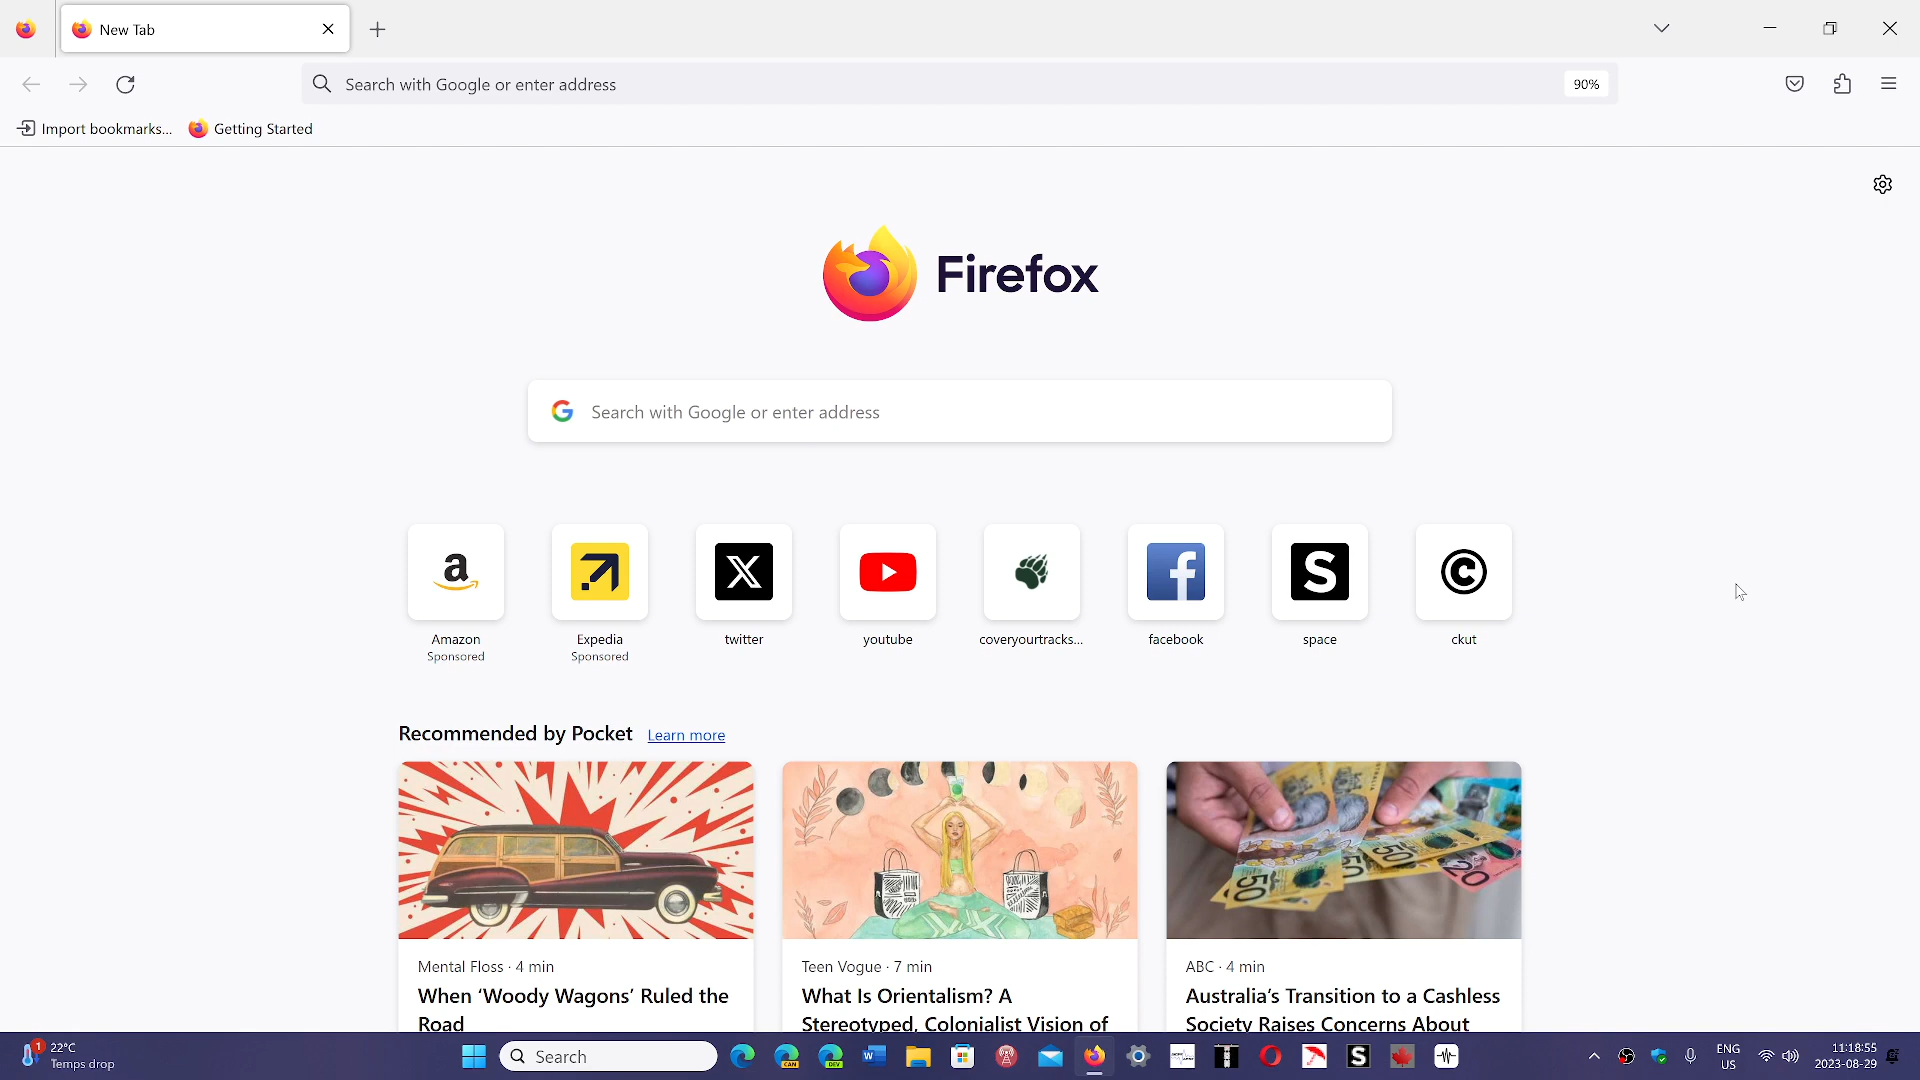 New Tab
Search with Google or enter address
90%
Import bookmarks...
Getting Started
Firefox
Search with Google or enter address
Amazon
Sponsored
Expedia
Sponsored
twitter
youtube
coveryourtracks...
facebook
space
ckut
Recommended by Pocket Learn more
Mental Floss · 4 min
When ‘Woody Wagons’ Ruled the
Road
Teen Vogue · 7 min
What Is Orientalism? A
Stereotyped, Colonialist Vision of
ABC · 4 min
Australia’s Transition to a Cashless
Society Raises Concerns About
1
22°C
Temps drop
Search
CAN
DEV
ENG
US
11:18:55
2023-08-29